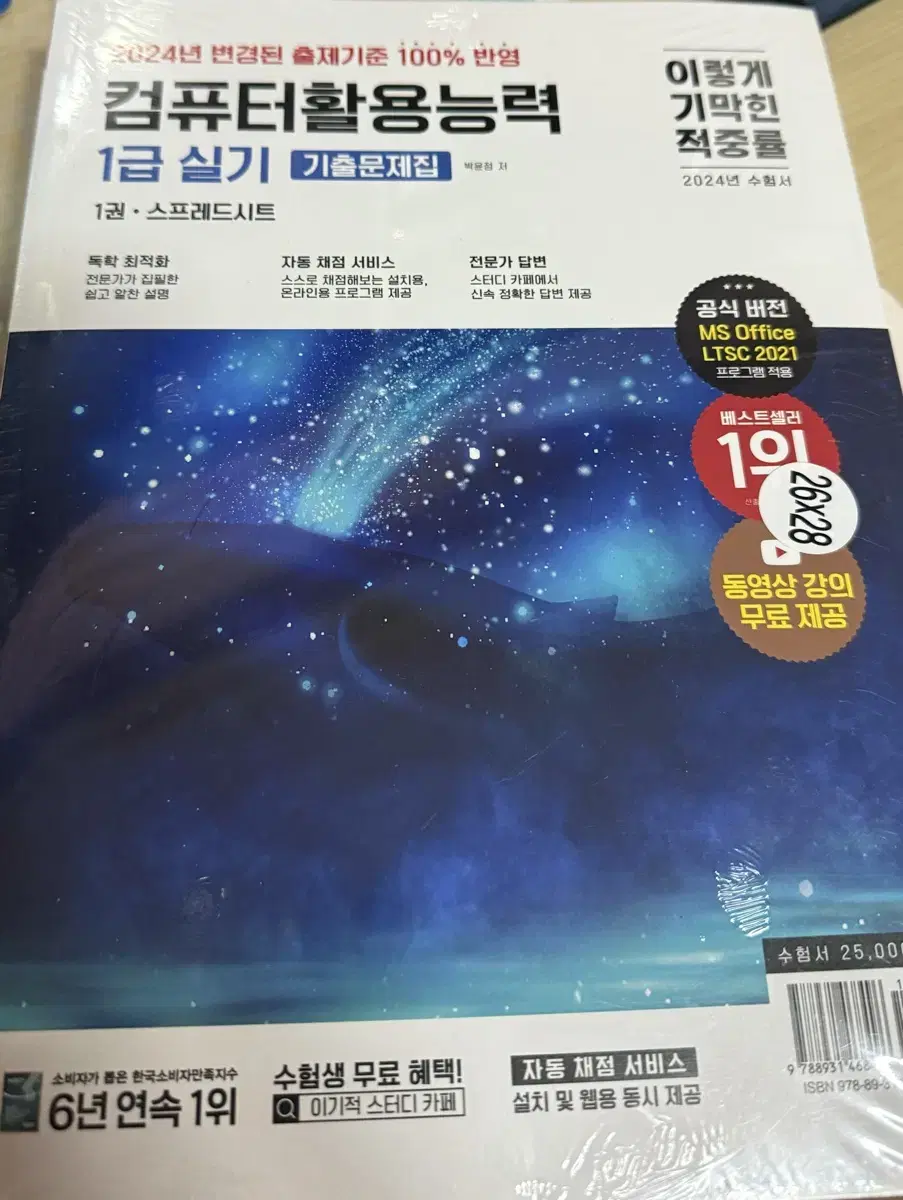 2024년 변경된 출제기준 100% 반영
컴퓨터활용능력
1급 실기 기출문제집 박윤정 저
1권 • 스프레드시트
이렇게
기막힌
적중률
2024년 수험서
독학 최적화
전문가가 집필한
쉽고 알찬 설명
자동 채점 서비스
스스로 채점해보는 설치용,
온라인용 프로그램 제공
전문가 답변
스터디 카페에서
신속 정확한 답변 제공
공식 버전
MS Office
LTSC 2021
프로그램 적용
베스트셀러
1위
26x28
동영상 강의
무료 제공
수험서 25,000
9 788931
ISBN 978-89-
소비자가 뽑은 한국소비자만족지수
6년 연속 1위
수험생 무료 혜택!
이기적 스터디 카페
자동 채점 서비스
설치 및 웹용 동시 제공